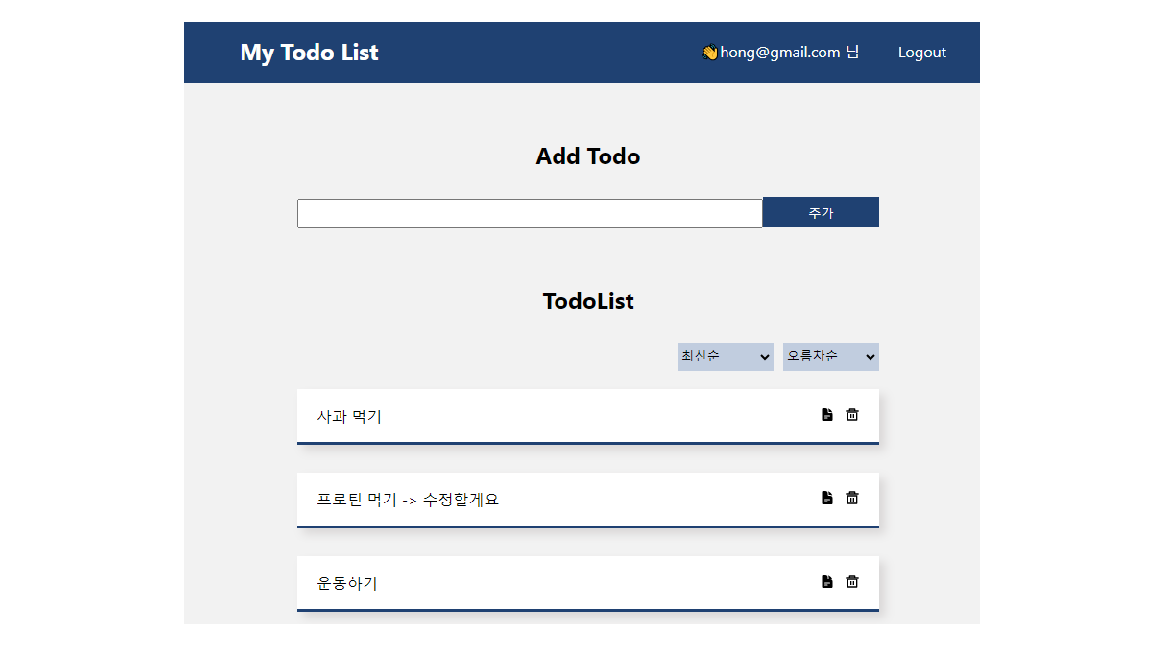 My Todo List
👋hong@gmail.com 님 Logout
Add Todo
추가
TodoList
최신순 오름차순
사과 먹기
프로틴 먹기 -> 수정할게요
운동하기